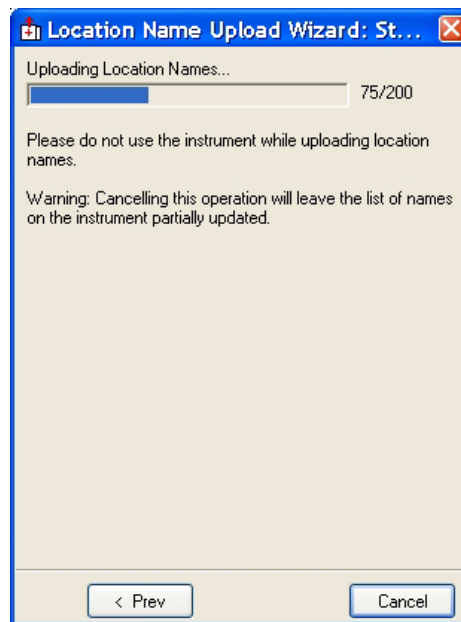 Location Name Upload Wizard: St...
Uploading Location Names...
75/200
Please do not use the instrument while uploading location
names.
Warning: Cancelling this operation will leave the list of names
on the instrument partially updated.
< Prev
Cancel